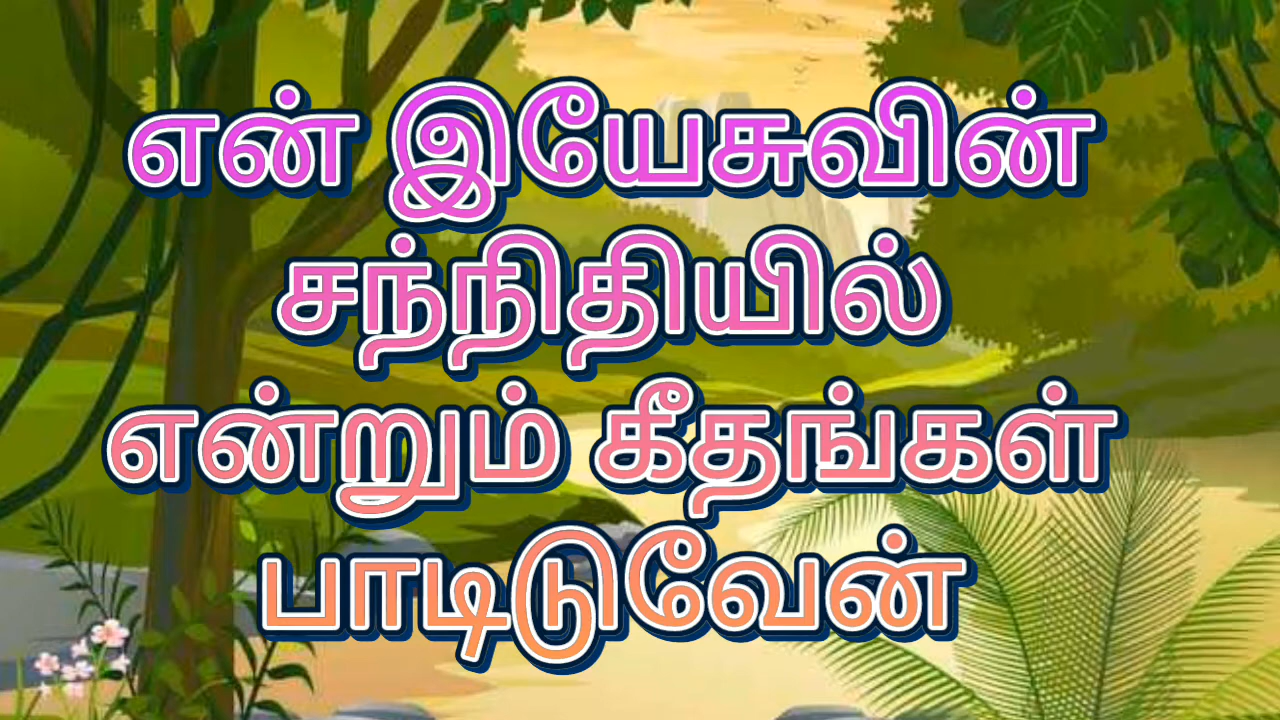 என் இயேசுவின்
சந்நிதியில்
என்றும் கீதங்கள்
பாடிடுவேன்